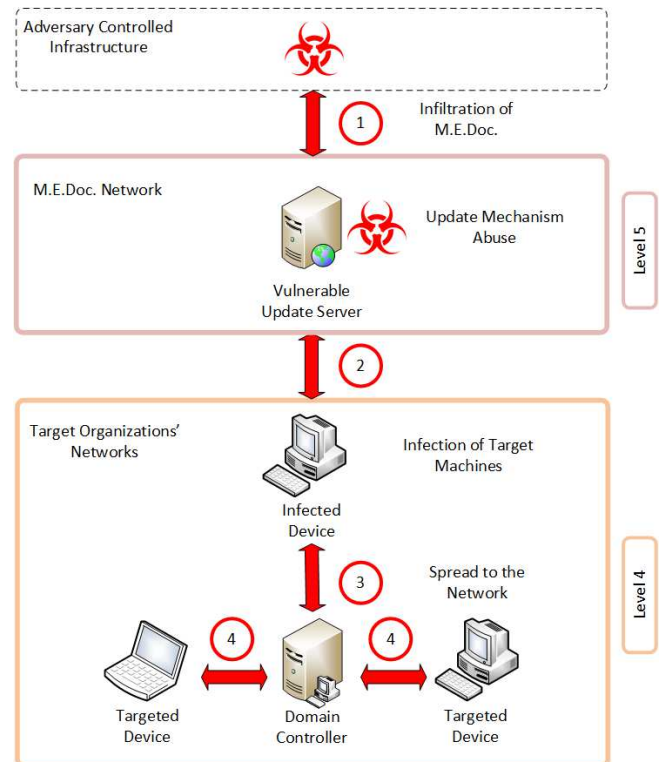 Adversary Controlled
Infrastructure
1
Infiltration of
M.E.Doc.
M.E.Doc. Network
Update Mechanism
Abuse
Vulnerable
Update Server
Level 5
2
Target Organizations’
Networks
Infection of Target
Machines
Infected
Device
3
Spread to the
Network
4
4
Targeted
Device
Domain
Controller
Targeted
Device
Level 4